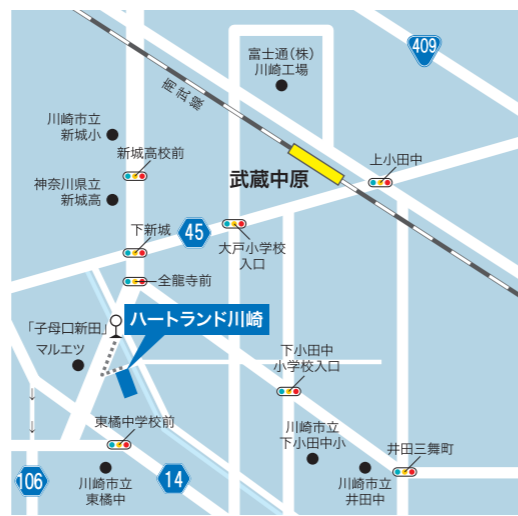 富士通(株)
川崎工場
409
南武線
川崎市立
新城小
新城高校前
武蔵中原
上小田中
神奈川県立
新城高
下新城
45
大戸小学校
入口
全龍寺前
「子母口新田」
ハートランド川崎
マルエツ
下小田中
小学校入口
東橘中学校前
川崎市立
下小田中小
井田三舞町
106
川崎市立
東橘中
14
川崎市立
井田中